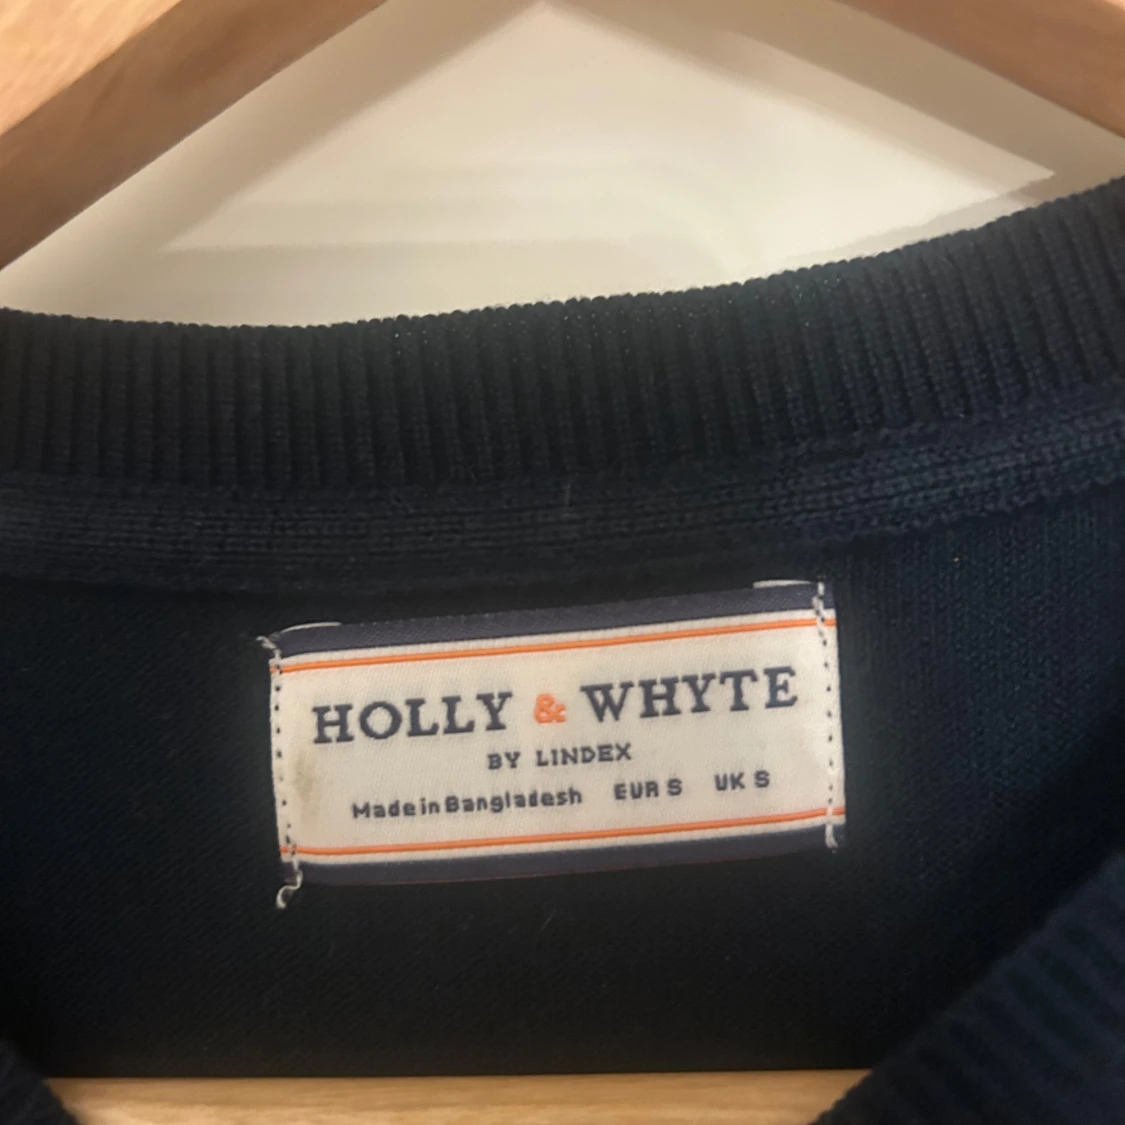 HOLLY & WHYTE
BY LINDEX
Made in Bangladesh EUR S UK S